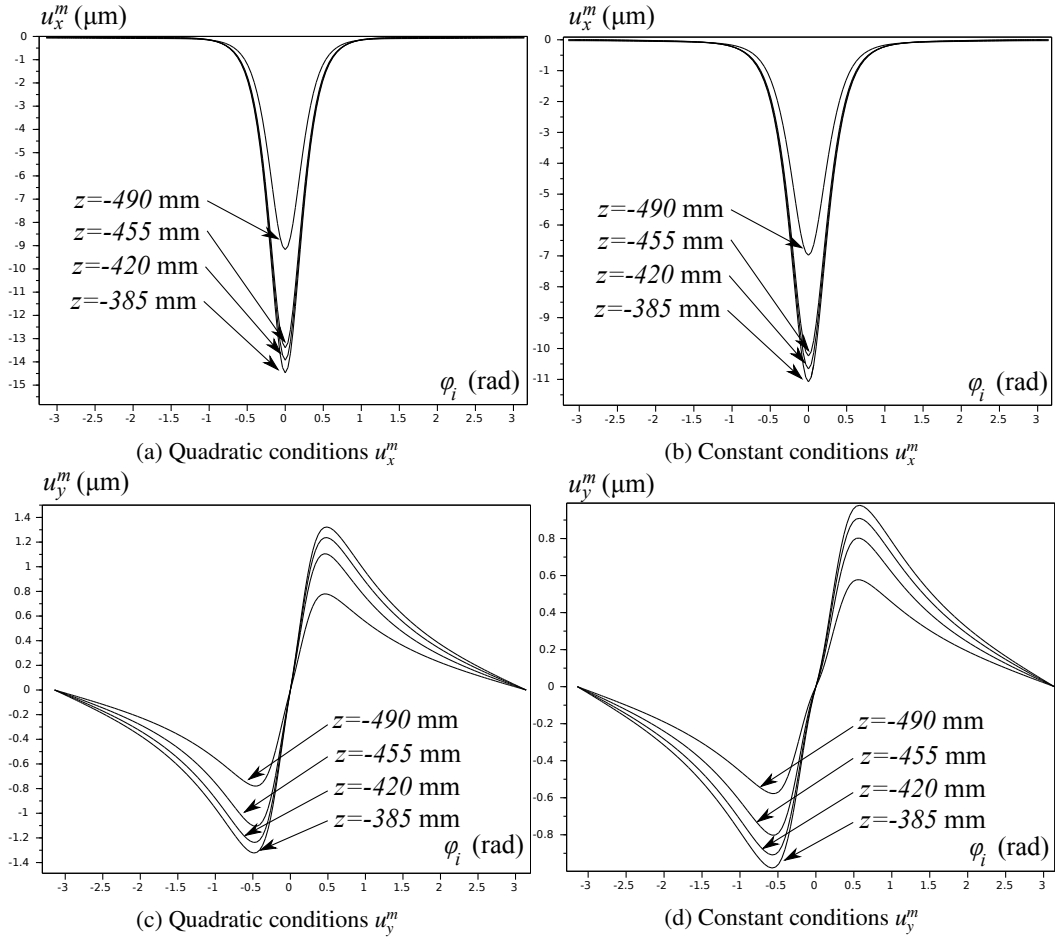 u_x^m (μm)
0
-1
-2
-3
-4
-5
-6
-7
-8
-9
-10
-11
-12
-13
-14
-15
z=-490 mm
z=-455 mm
z=-420 mm
z=-385 mm
φ_i (rad)
-3 -2.5 -2 -1.5 -1 -0.5 0 0.5 1 1.5 2 2.5 3
(a) Quadratic conditions u_x^m
u_x^m (μm)
0
-1
-2
-3
-4
-5
-6
-7
-8
-9
-10
-11
z=-490 mm
z=-455 mm
z=-420 mm
z=-385 mm
φ_i (rad)
-3 -2.5 -2 -1.5 -1 -0.5 0 0.5 1 1.5 2 2.5 3
(b) Constant conditions u_x^m
u_y^m (μm)
1.4
1.2
1
0.8
0.6
0.4
0.2
0
-0.2
-0.4
-0.6
-0.8
-1
-1.2
-1.4
z=-490 mm
z=-455 mm
z=-420 mm
z=-385 mm
φ_i (rad)
-3 -2.5 -2 -1.5 -1 -0.5 0 0.5 1 1.5 2 2.5 3
(c) Quadratic conditions u_y^m
u_y^m (μm)
0.8
0.6
0.4
0.2
0
-0.2
-0.4
-0.6
-0.8
z=-490 mm
z=-455 mm
z=-420 mm
z=-385 mm
φ_i (rad)
-3 -2.5 -2 -1.5 -1 -0.5 0 0.5 1 1.5 2 2.5 3
(d) Constant conditions u_y^m